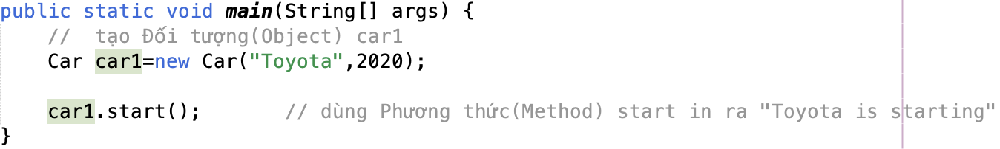 public static void main(String[] args) {
//  tạo Đối tượng(Object) car1
Car car1=new Car("Toyota",2020);
car1.start();       // dùng Phương thức(Method) start in ra "Toyota is starting"
}